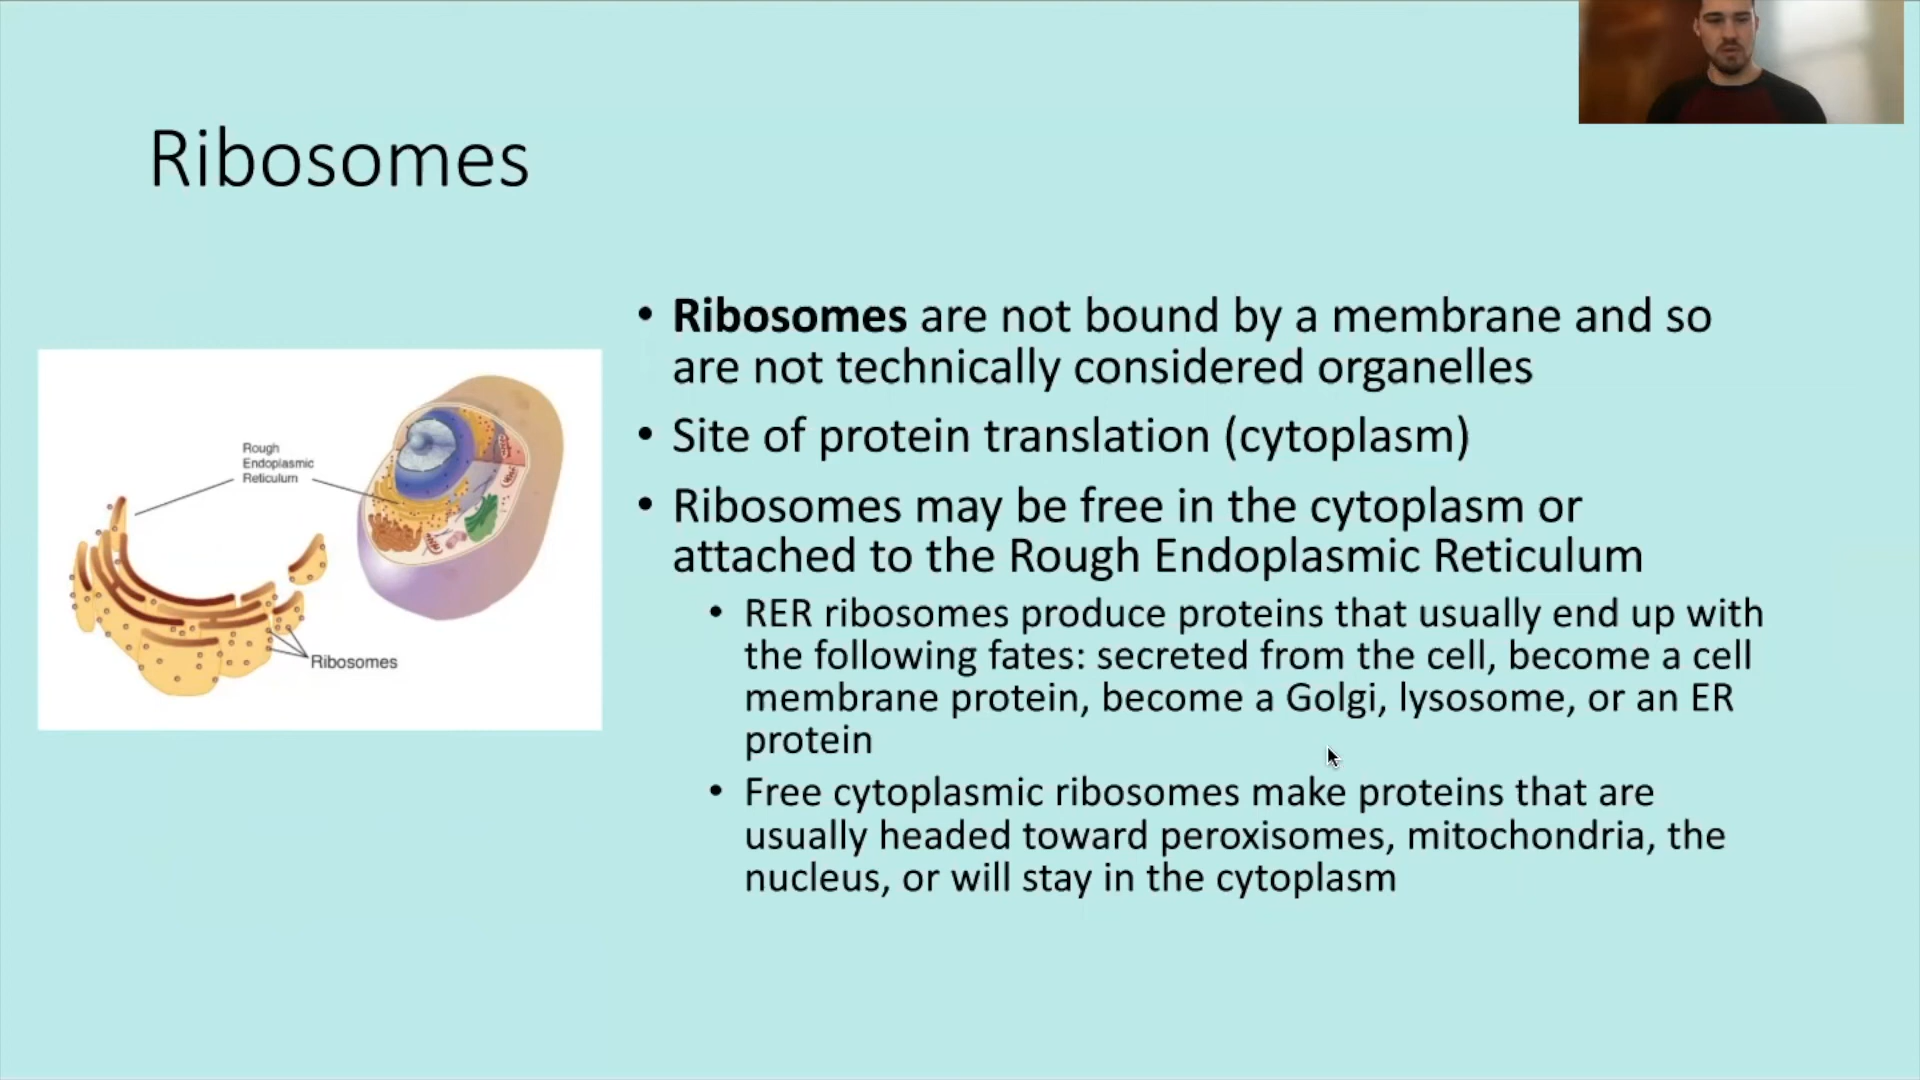 Ribosomes
Rough
Endoplasmic
Reticulum
Ribosomes
• Ribosomes are not bound by a membrane and so
are not technically considered organelles
• Site of protein translation (cytoplasm)
• Ribosomes may be free in the cytoplasm or
attached to the Rough Endoplasmic Reticulum
• RER ribosomes produce proteins that usually end up with
the following fates: secreted from the cell, become a cell
membrane protein, become a Golgi, lysosome, or an ER
protein
• Free cytoplasmic ribosomes make proteins that are
usually headed toward peroxisomes, mitochondria, the
nucleus, or will stay in the cytoplasm